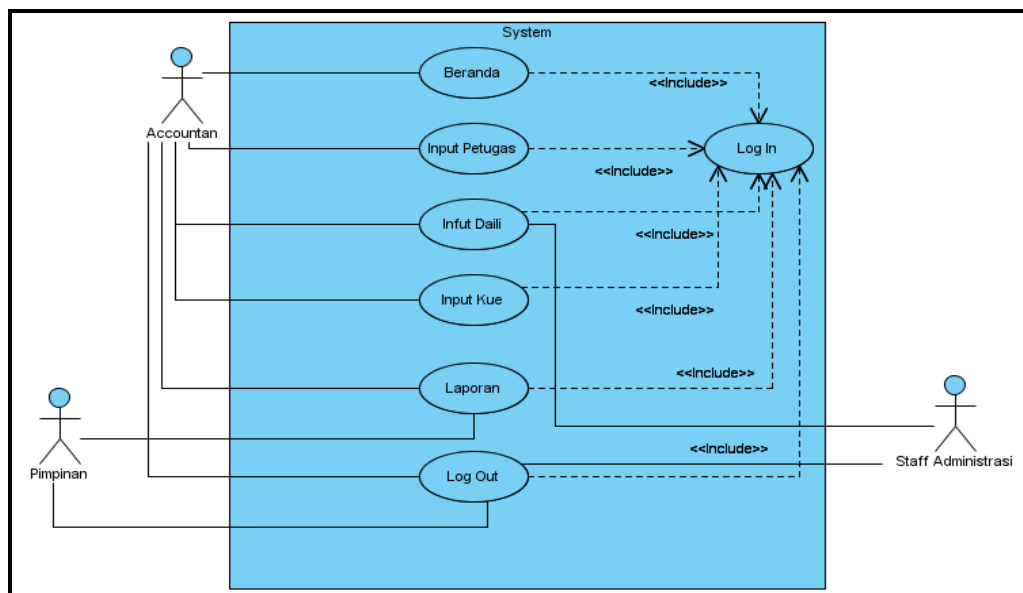 System
Beranda
<<Include>>
Accountan
Input Petugas
Log In
<<Include>>
Infut Daili
<<Include>>
Input Kue
<<Include>>
Laporan
<<Include>>
Pimpinan
Log Out
<<Include>>
Staff Administrasi